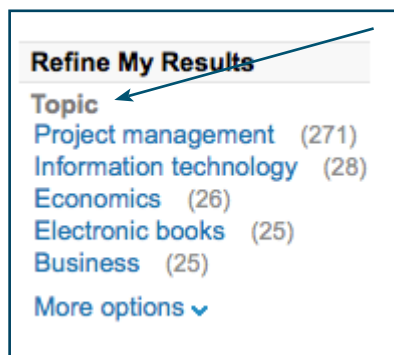 Refine My Results
Topic
Project management (271)
Information technology (28)
Economics (26)
Electronic books (25)
Business (25)
More options